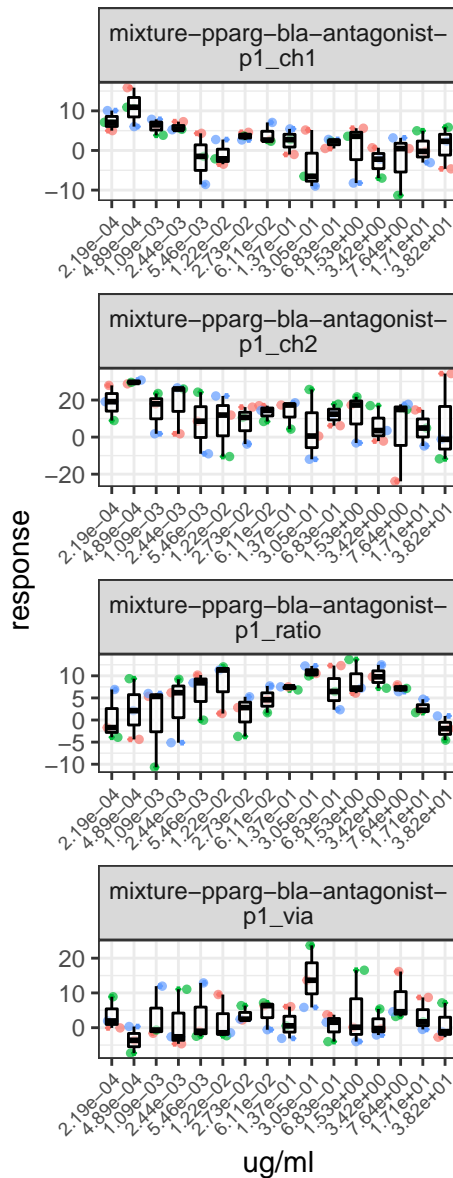 mixture−pparg−bla−antagonist−
p1_ch1
10
0
−10
2.19e−04
4.89e−04
1.09e−03
2.44e−03
5.46e−03
1.22e−02
2.73e−02
6.11e−02
1.37e−01
3.05e−01
6.83e−01
1.53e+00
3.42e+00
7.64e+00
1.71e+01
3.82e+01
mixture−pparg−bla−antagonist−
p1_ch2
20
0
−20
2.19e−04
4.89e−04
1.09e−03
2.44e−03
5.46e−03
1.22e−02
2.73e−02
6.11e−02
1.37e−01
3.05e−01
6.83e−01
1.53e+00
3.42e+00
7.64e+00
1.71e+01
3.82e+01
response
mixture−pparg−bla−antagonist−
p1_ratio
10
5
0
−5
−10
2.19e−04
4.89e−04
1.09e−03
2.44e−03
5.46e−03
1.22e−02
2.73e−02
6.11e−02
1.37e−01
3.05e−01
6.83e−01
1.53e+00
3.42e+00
7.64e+00
1.71e+01
3.82e+01
mixture−pparg−bla−antagonist−
p1_via
20
10
0
2.19e−04
4.89e−04
1.09e−03
2.44e−03
5.46e−03
1.22e−02
2.73e−02
6.11e−02
1.37e−01
3.05e−01
6.83e−01
1.53e+00
3.42e+00
7.64e+00
1.71e+01
3.82e+01
ug/ml